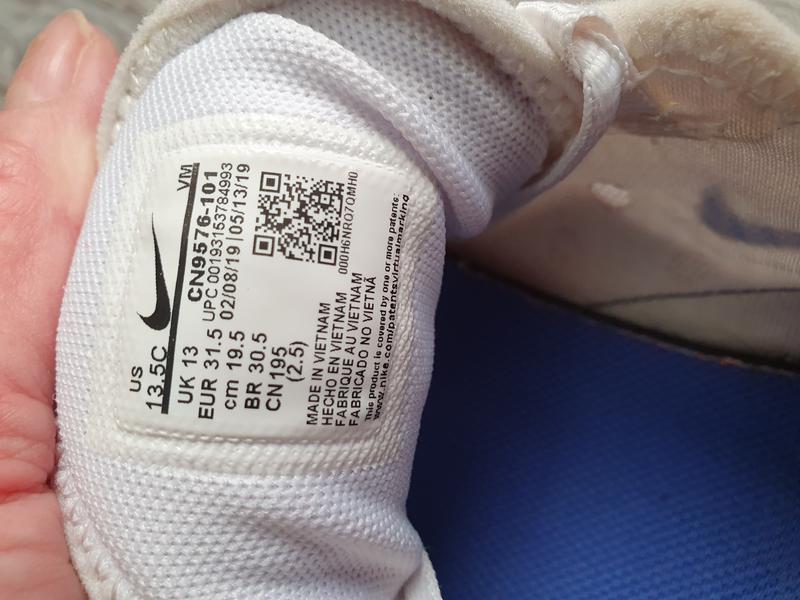 VM
US
13.5C
CN9576-101
UK 13
UPC 00193153784993
EUR 31.5
02/08/19 | 05/13/19
cm 19.5
BR 30.5
CN 195
(2.5)
000H6NRQ7QMH0
MADE IN VIETNAM
HECHO EN VIETNAM
FABRIQUE AU VIETNAM
FABRICADO NO VIETNÃ
This product is covered by one or more patents:
www.nike.com/patentsvirtualmarking